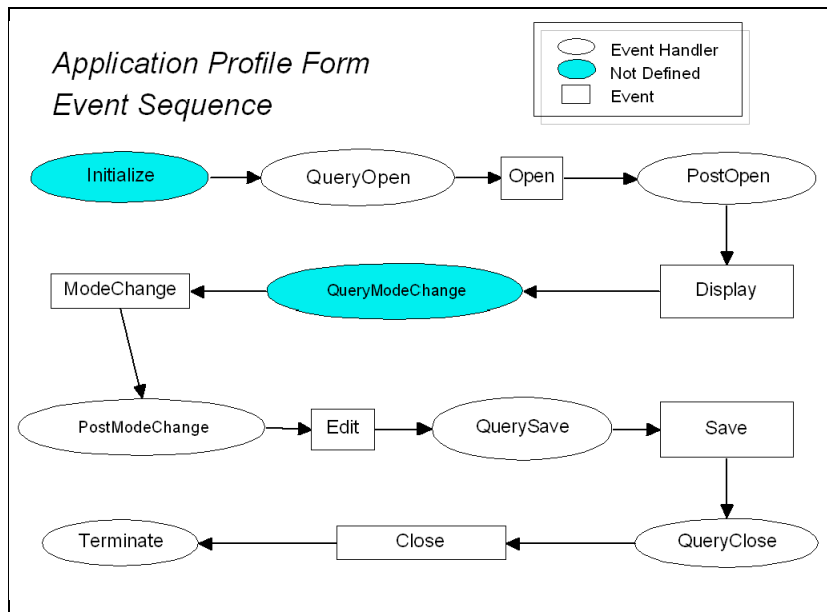 Application Profile Form
Event Sequence
Event Handler
Not Defined
Event
Initialize
QueryOpen
Open
PostOpen
Display
QueryModeChange
ModeChange
PostModeChange
Edit
QuerySave
Save
QueryClose
Close
Terminate